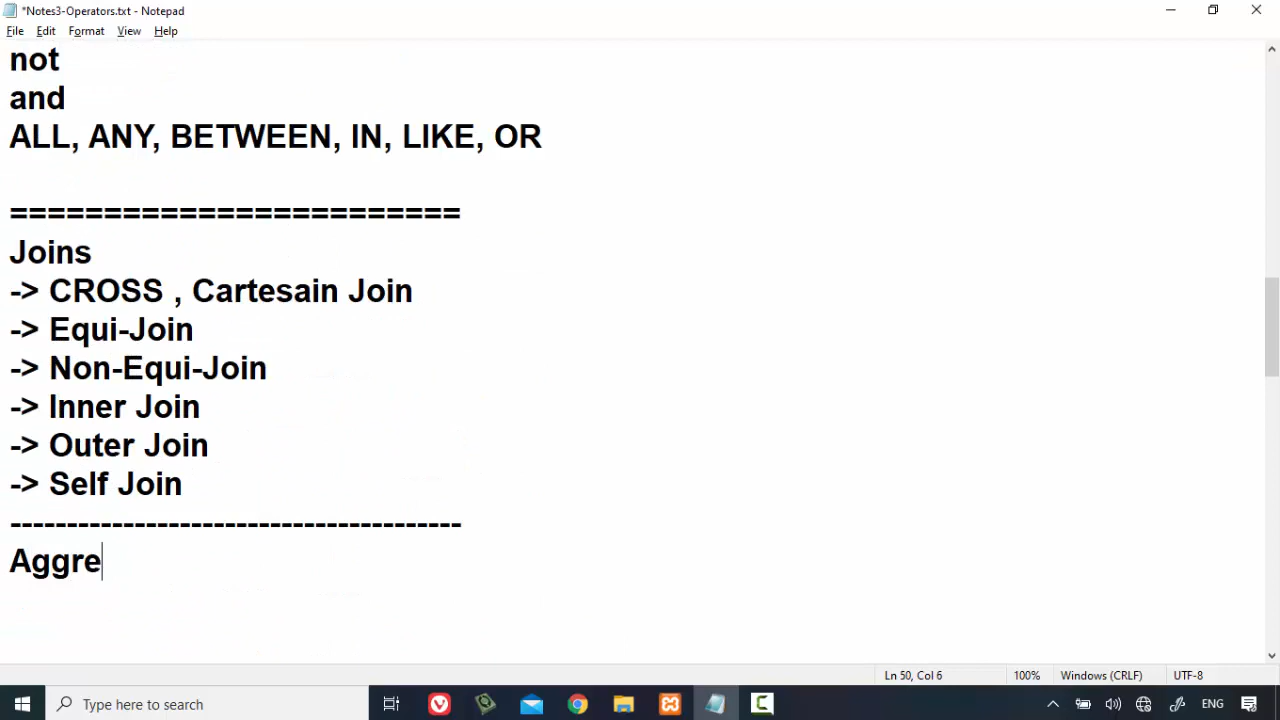 *Notes3-Operators.txt - Notepad
File Edit Format View Help
not
and
ALL, ANY, BETWEEN, IN, LIKE, OR
========================
Joins
-> CROSS , Cartesain Join
-> Equi-Join
-> Non-Equi-Join
-> Inner Join
-> Outer Join
-> Self Join
----------------------------------------
Aggre
Ln 50, Col 6 100% Windows (CRLF) UTF-8
Type here to search ENG